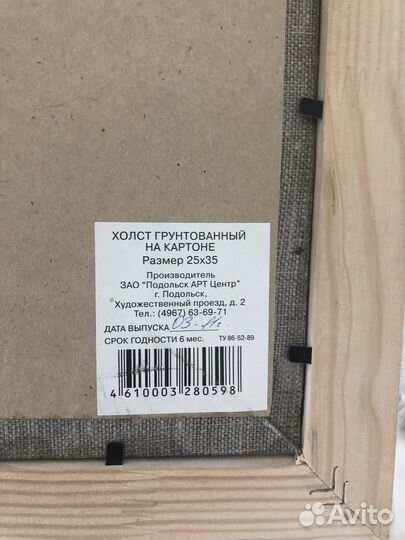 ХОЛСТ ГРУНТОВАННЫЙ
НА КАРТОНЕ
Размер 25х35
Производитель
ЗАО "Подольск АРТ Центр"
г. Подольск,
Художественный проезд, д. 2
Тел.: (4967) 63-69-71
ДАТА ВЫПУСКА 03-
СРОК ГОДНОСТИ 6 мес. ТУ 86-52-89
4 610003 280598
Avito